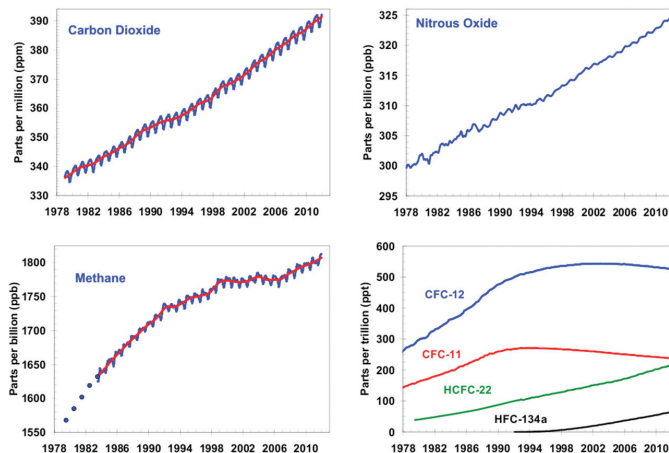 Carbon Dioxide
Parts per million (ppm)
390
380
370
360
350
340
330
1978 1982 1986 1990 1994 1998 2002 2006 2010
Nitrous Oxide
Parts per billion (ppb)
325
320
315
310
305
300
295
1978 1982 1986 1990 1994 1998 2002 2006 2010
Methane
Parts per billion (ppb)
1800
1750
1700
1650
1600
1550
1978 1982 1986 1990 1994 1998 2002 2006 2010
Parts per trillion (ppt)
600
500
400
300
200
100
0
CFC-12
CFC-11
HCFC-22
HFC-134a
1978 1982 1986 1990 1994 1998 2002 2006 2010